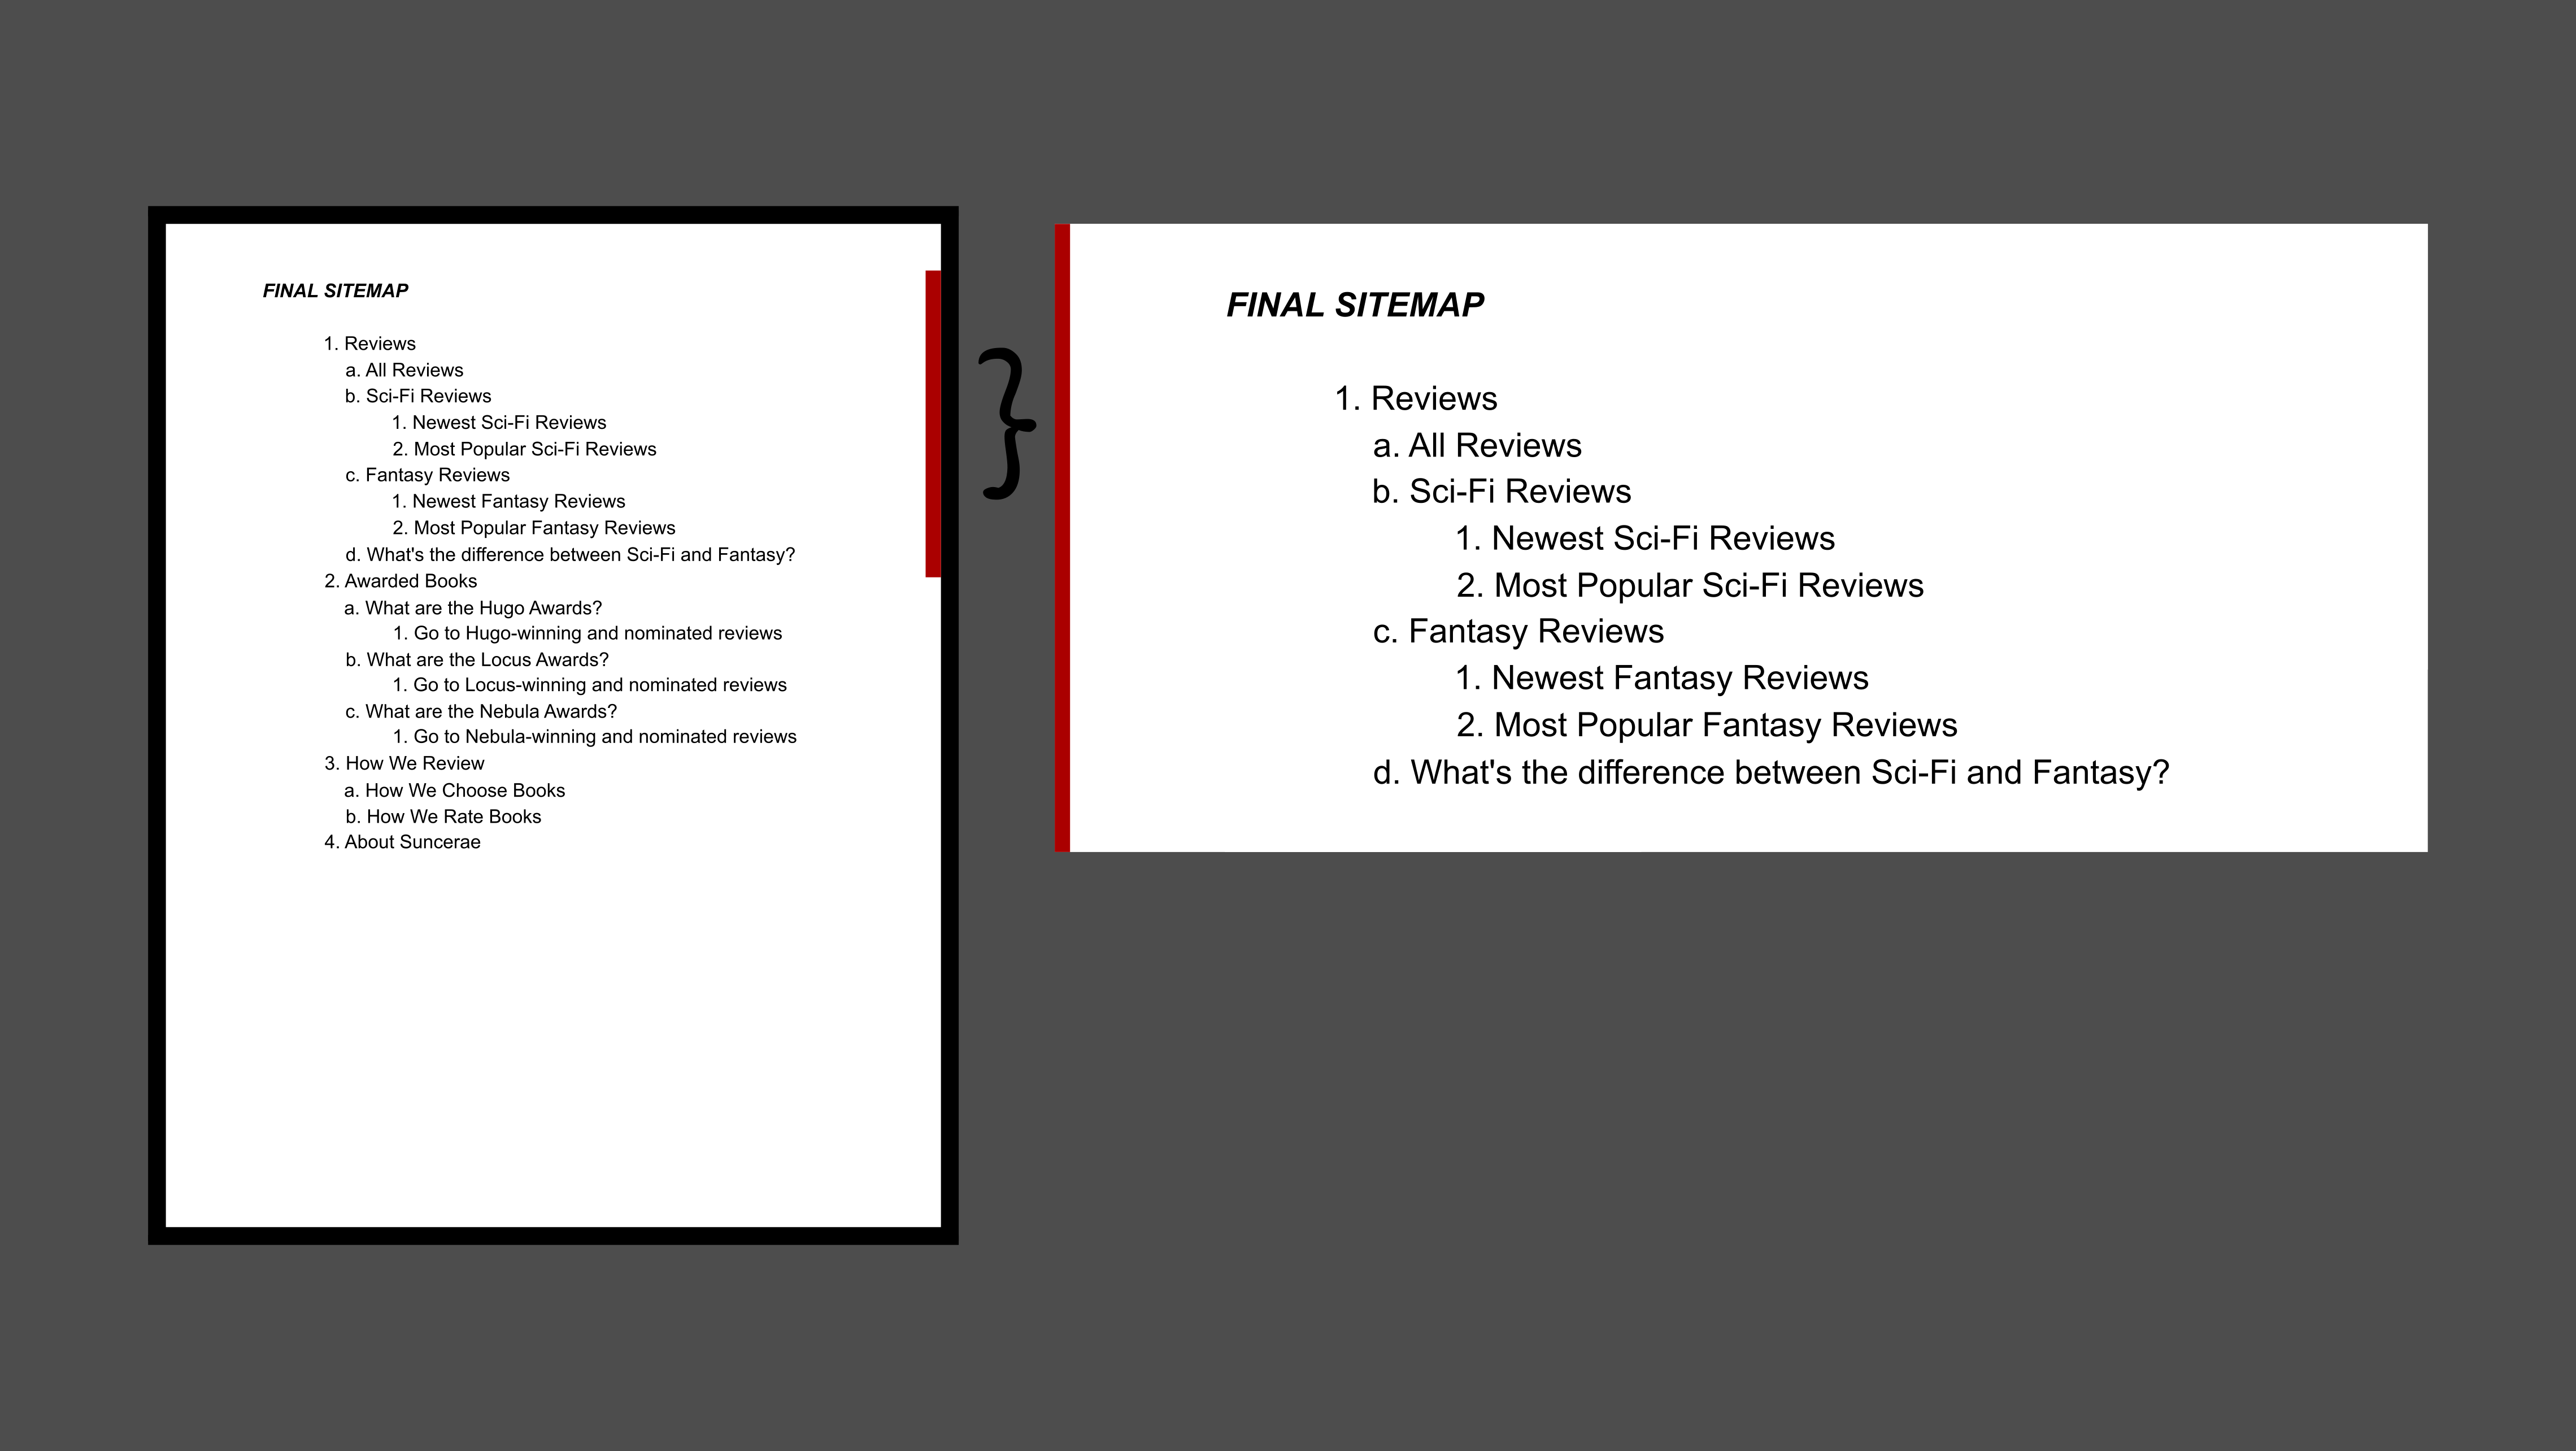 FINAL SITEMAP
1. Reviews
a. All Reviews
b. Sci-Fi Reviews
1. Newest Sci-Fi Reviews
2. Most Popular Sci-Fi Reviews
c. Fantasy Reviews
1. Newest Fantasy Reviews
2. Most Popular Fantasy Reviews
d. What's the difference between Sci-Fi and Fantasy?
2. Awarded Books
a. What are the Hugo Awards?
1. Go to Hugo-winning and nominated reviews
b. What are the Locus Awards?
1. Go to Locus-winning and nominated reviews
c. What are the Nebula Awards?
1. Go to Nebula-winning and nominated reviews
3. How We Review
a. How We Choose Books
b. How We Rate Books
4. About Suncerae
}
FINAL SITEMAP
1. Reviews
a. All Reviews
b. Sci-Fi Reviews
1. Newest Sci-Fi Reviews
2. Most Popular Sci-Fi Reviews
c. Fantasy Reviews
1. Newest Fantasy Reviews
2. Most Popular Fantasy Reviews
d. What's the difference between Sci-Fi and Fantasy?